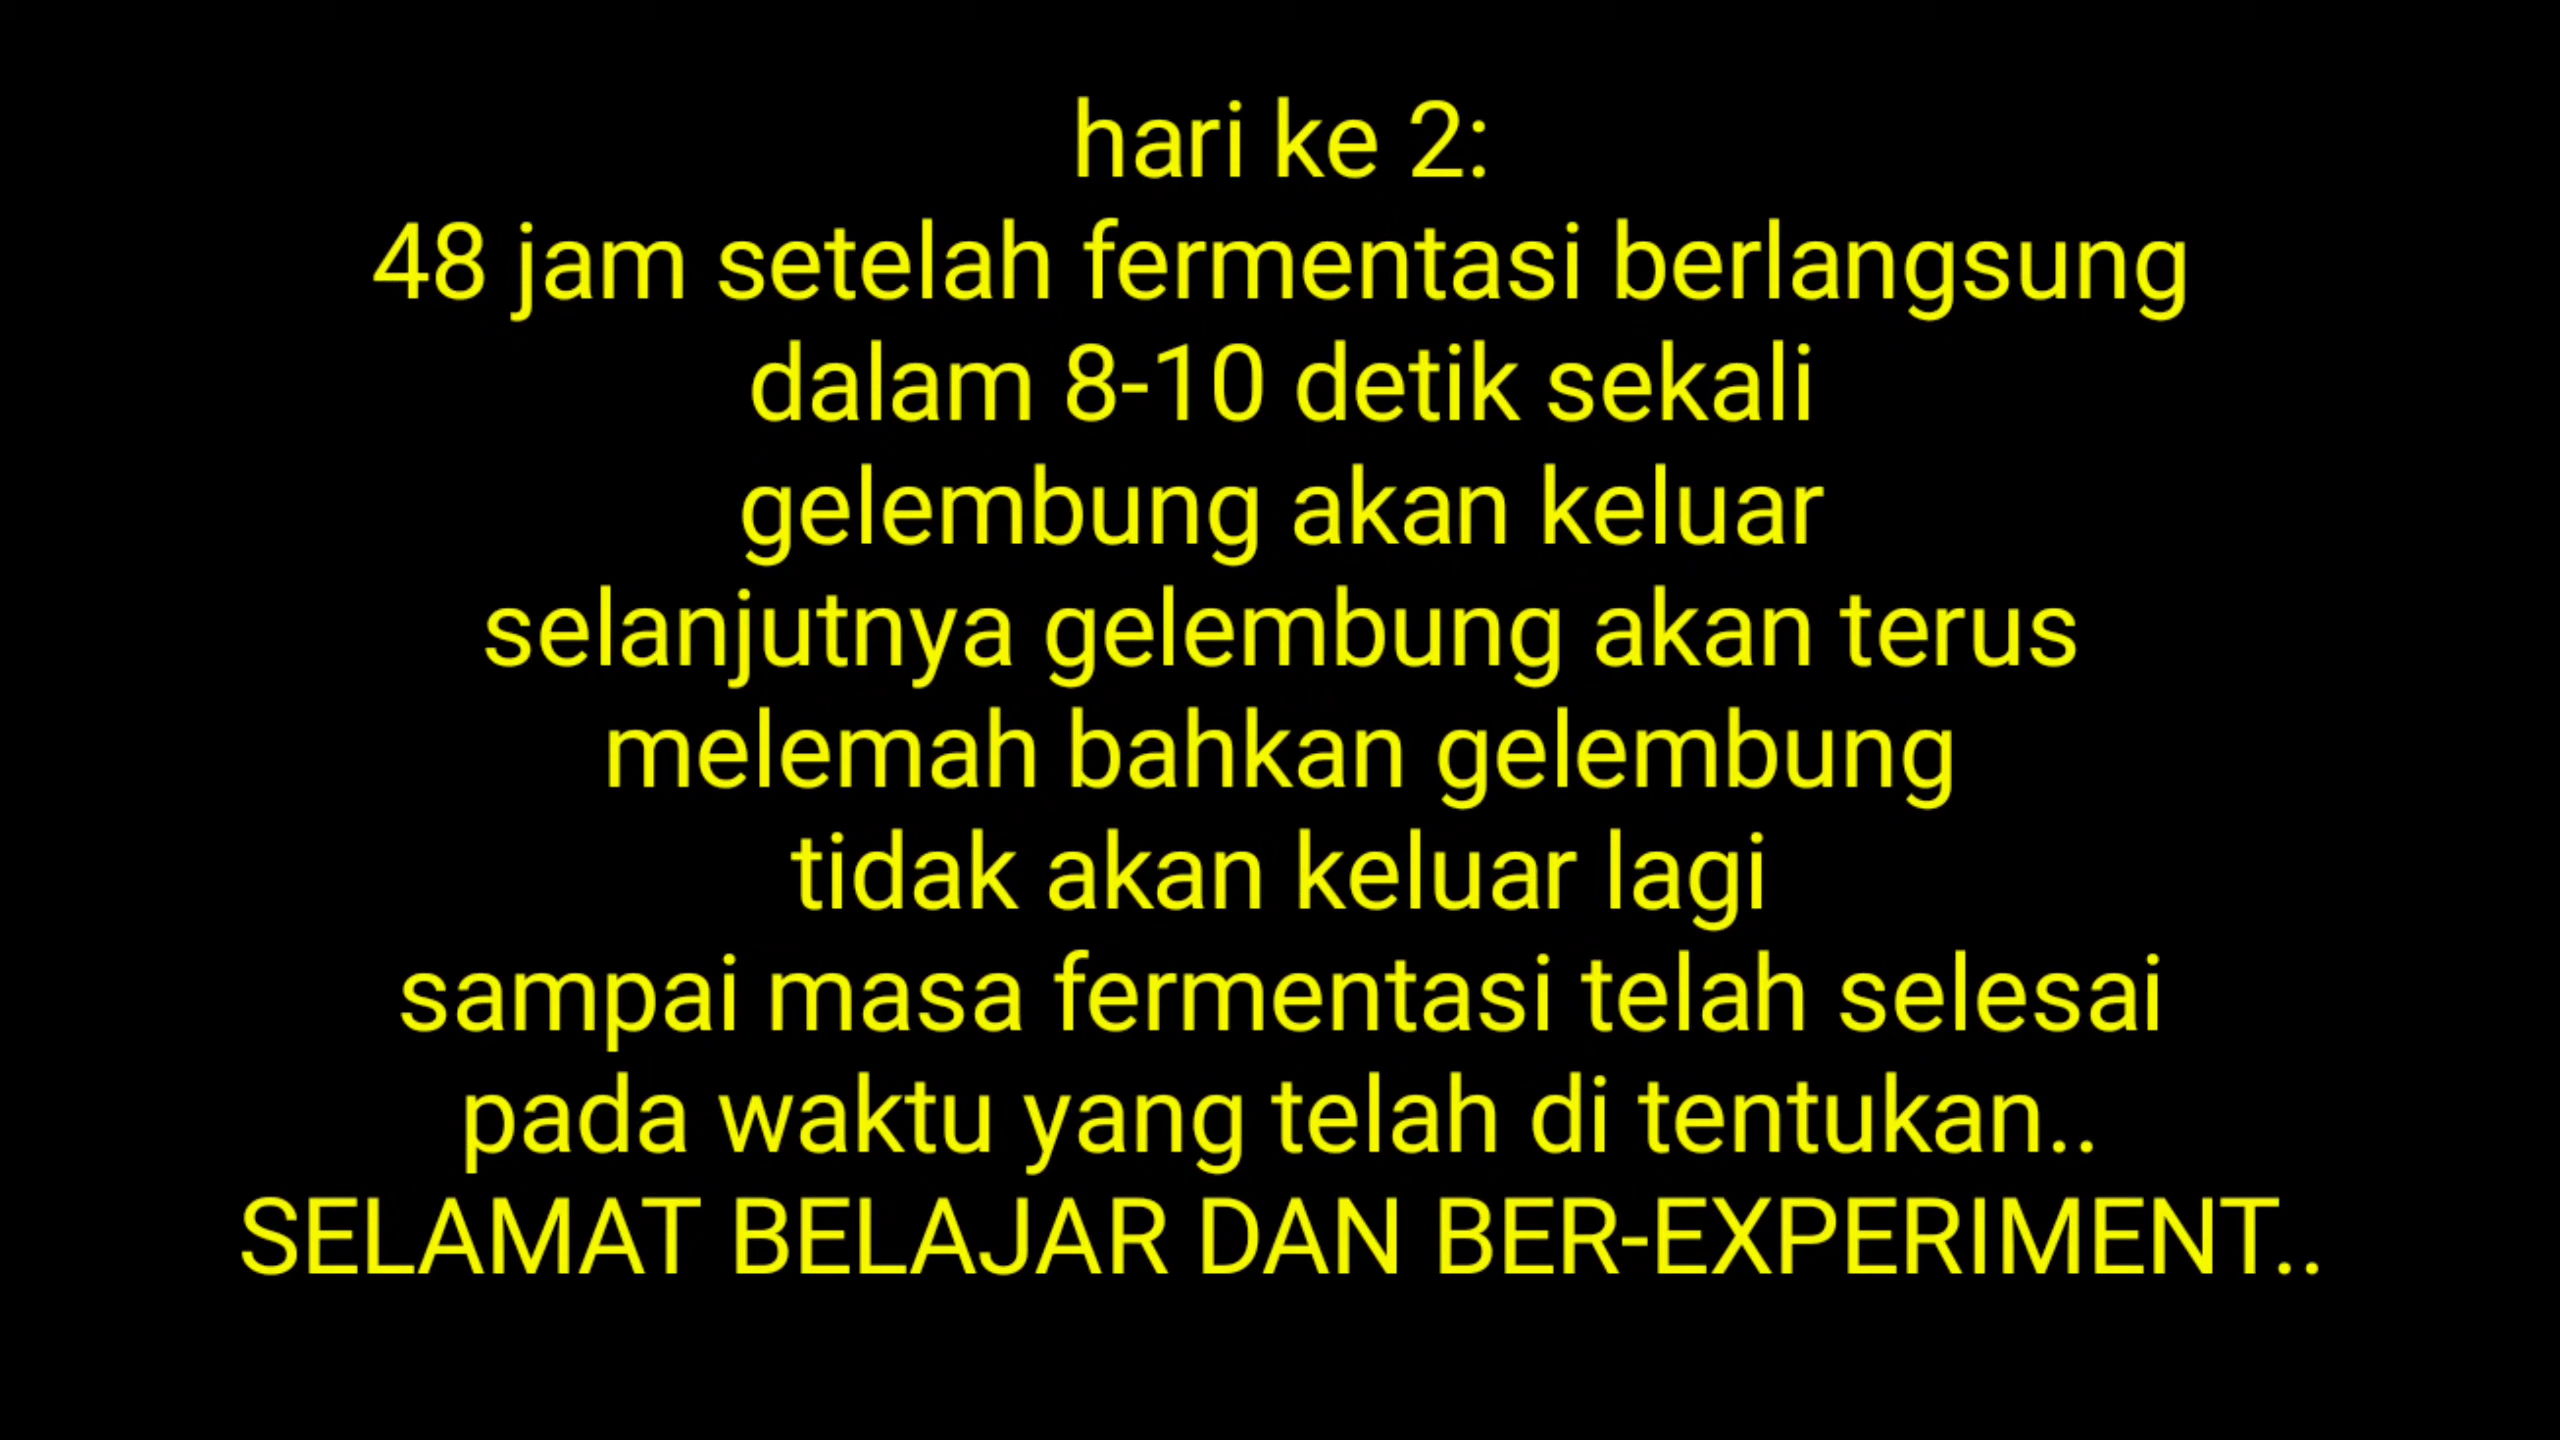 hari ke 2:
48 jam setelah fermentasi berlangsung
dalam 8-10 detik sekali
gelembung akan keluar
selanjutnya gelembung akan terus
melemah bahkan gelembung
tidak akan keluar lagi
sampai masa fermentasi telah selesai
pada waktu yang telah di tentukan..
SELAMAT BELAJAR DAN BER-EXPERIMENT..